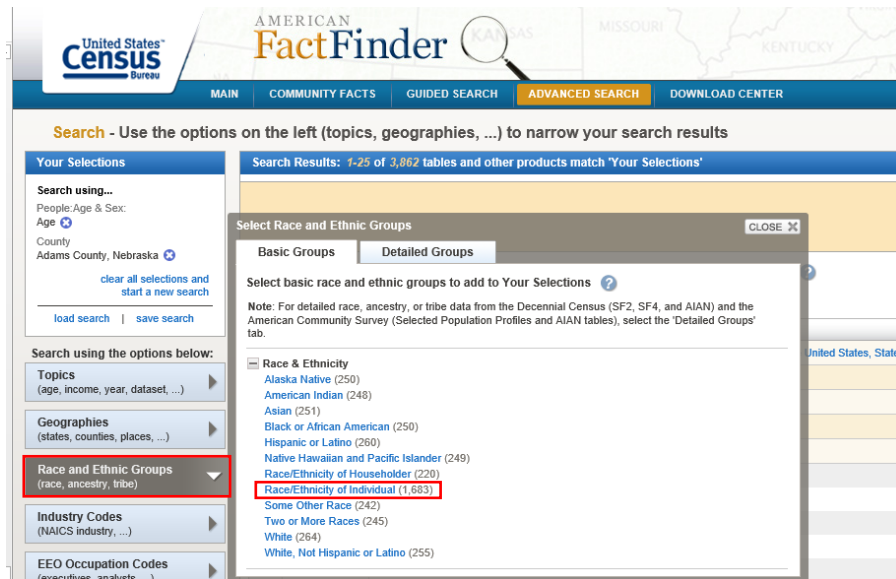 United States™
Census
Bureau
AMERICAN
FactFinder
KANSAS
MISSOURI
KENTUCKY
MAIN COMMUNITY FACTS GUIDED SEARCH ADVANCED SEARCH DOWNLOAD CENTER
Search - Use the options on the left (topics, geographies, ...) to narrow your search results
Your Selections
Search using...
People:Age & Sex:
Age
County
Adams County, Nebraska
clear all selections and
start a new search
load search | save search
Search using the options below:
Topics
(age, income, year, dataset, ...)
Geographies
(states, counties, places, ...)
Race and Ethnic Groups
(race, ancestry, tribe)
Industry Codes
(NAICS industry, ...)
EEO Occupation Codes
(executives, analysts, ...)
Search Results: 1-25 of 3,862 tables and other products match 'Your Selections'
Select Race and Ethnic Groups
CLOSE
Basic Groups Detailed Groups
Select basic race and ethnic groups to add to Your Selections
Note: For detailed race, ancestry, or tribe data from the Decennial Census (SF2, SF4, and AIAN) and the
American Community Survey (Selected Population Profiles and AIAN tables), select the 'Detailed Groups'
tab.
Race & Ethnicity
Alaska Native (250)
American Indian (248)
Asian (251)
Black or African American (250)
Hispanic or Latino (260)
Native Hawaiian and Pacific Islander (249)
Race/Ethnicity of Householder (220)
Race/Ethnicity of Individual (1,683)
Some Other Race (242)
Two or More Races (245)
White (264)
White, Not Hispanic or Latino (255)
United States, State